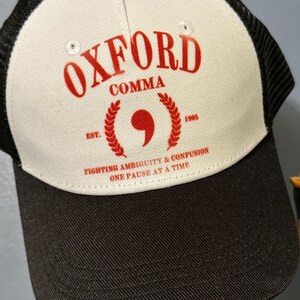 OXFORD
COMMA
EST. , 1905
FIGHTING AMBIGUITY & CONFUSION
ONE PAUSE AT A TIME